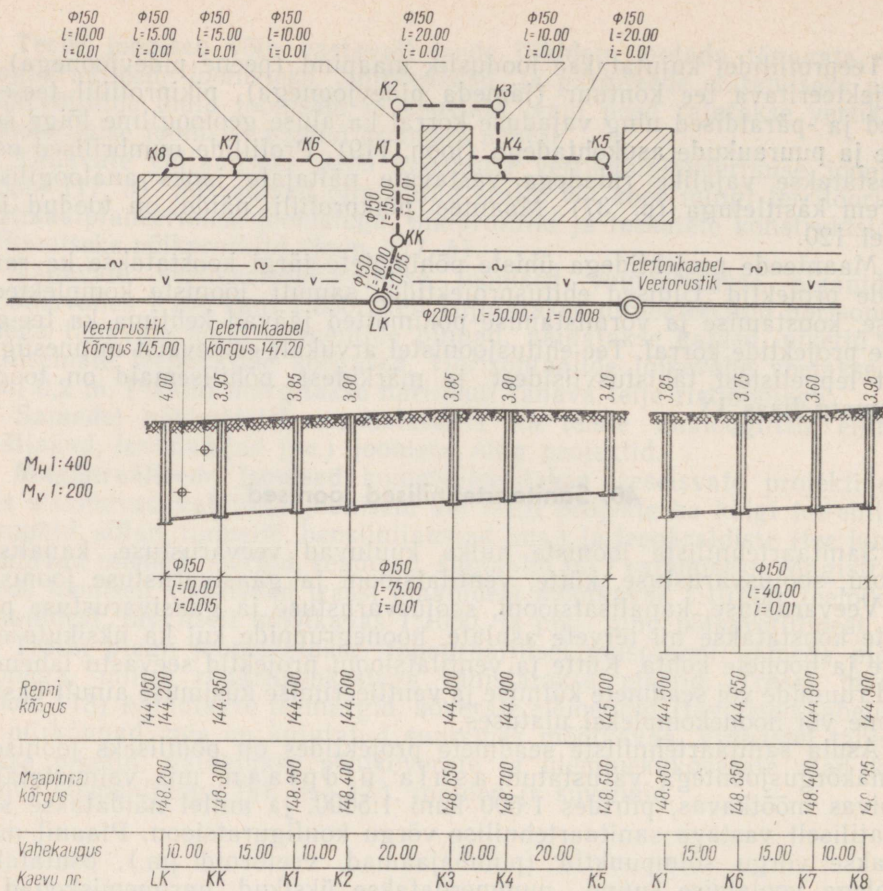 Φ150 Φ150 Φ150 Φ150 Φ150 Φ150 Φ150
l=10.00 l=15.00 l=15.00 l=10.00 l=20.00 l=10.00 l=20.00
i=0.01 i=0.01 i=0.01 i=0.01 i=0.01 i=0.01 i=0.01
K2 K3
K8 K7 K6 K1 K4 K5
Φ150
l=15.00
i=0.01
KK
Φ150
l=10.00
i=0.015
Telefonikaabel
Veetorustik
LK
Φ200; l=50.00; i=0.008
Veetorustik
kõrgus 145.00
Telefonikaabel
kõrgus 147.20
4.00 3.95 3.85 3.80 3.85 3.80 3.40 3.85 3.75 3.60 3.95
MH 1:400
MV 1:200
Φ150 Φ150 Φ150
l=10.00 l=75.00 l=40.00
i=0.015 i=0.01 i=0.01
Renni
kõrgus
144.050 144.200 144.350 144.500 144.600 144.800 144.900 145.100 144.500 144.650 144.800 144.900
Maapinna
kõrgus
148.200 148.300 148.350 148.400 148.650 148.700 148.350 148.350 148.400
Vahekaugus 10.00 15.00 10.00 20.00 10.00 20.00 15.00 15.00 10.00
Kaevu nr. LK KK K1 K2 K3 K4 K5 K1 K6 K7 K8